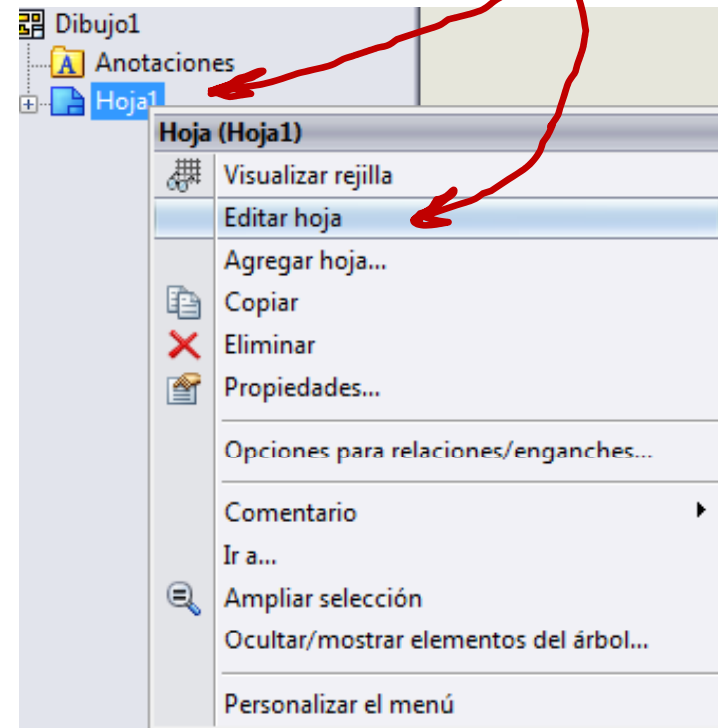 Dibujo1
Anotaciones
Hoja1
Hoja (Hoja1)
Visualizar rejilla
Editar hoja
Agregar hoja...
Copiar
Eliminar
Propiedades...
Opciones para relaciones/enganches...
Comentario
Ir a...
Ampliar selección
Ocultar/mostrar elementos del árbol...
Personalizar el menú